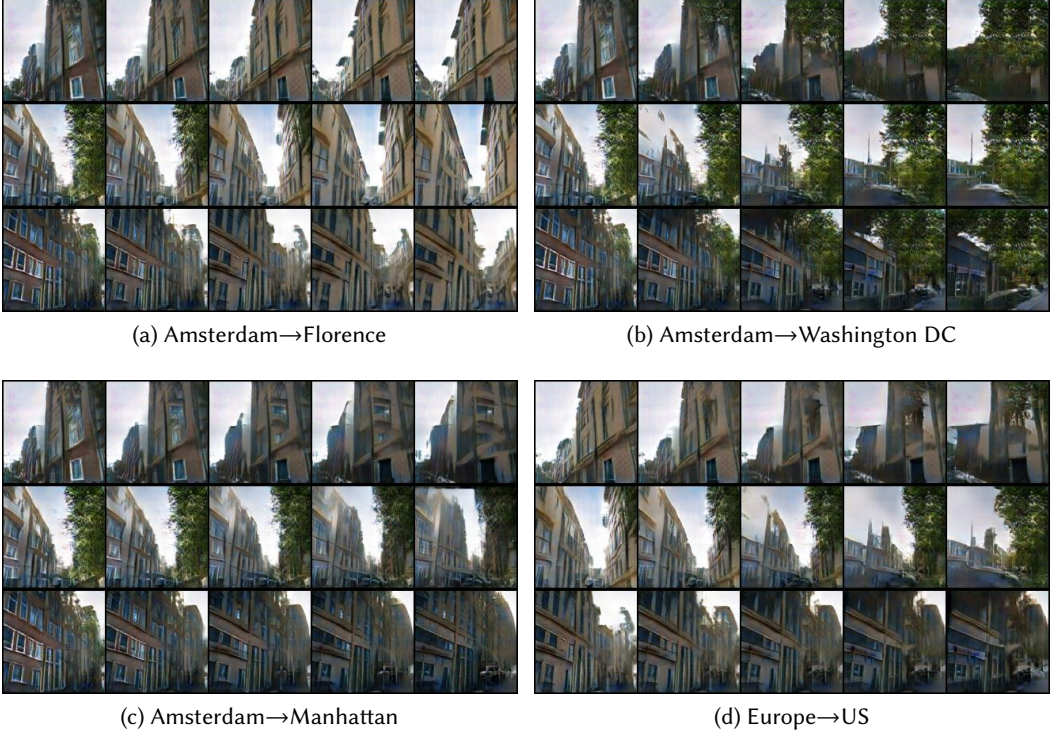 (a) Amsterdam→Florence
(b) Amsterdam→Washington DC
(c) Amsterdam→Manhattan
(d) Europe→US